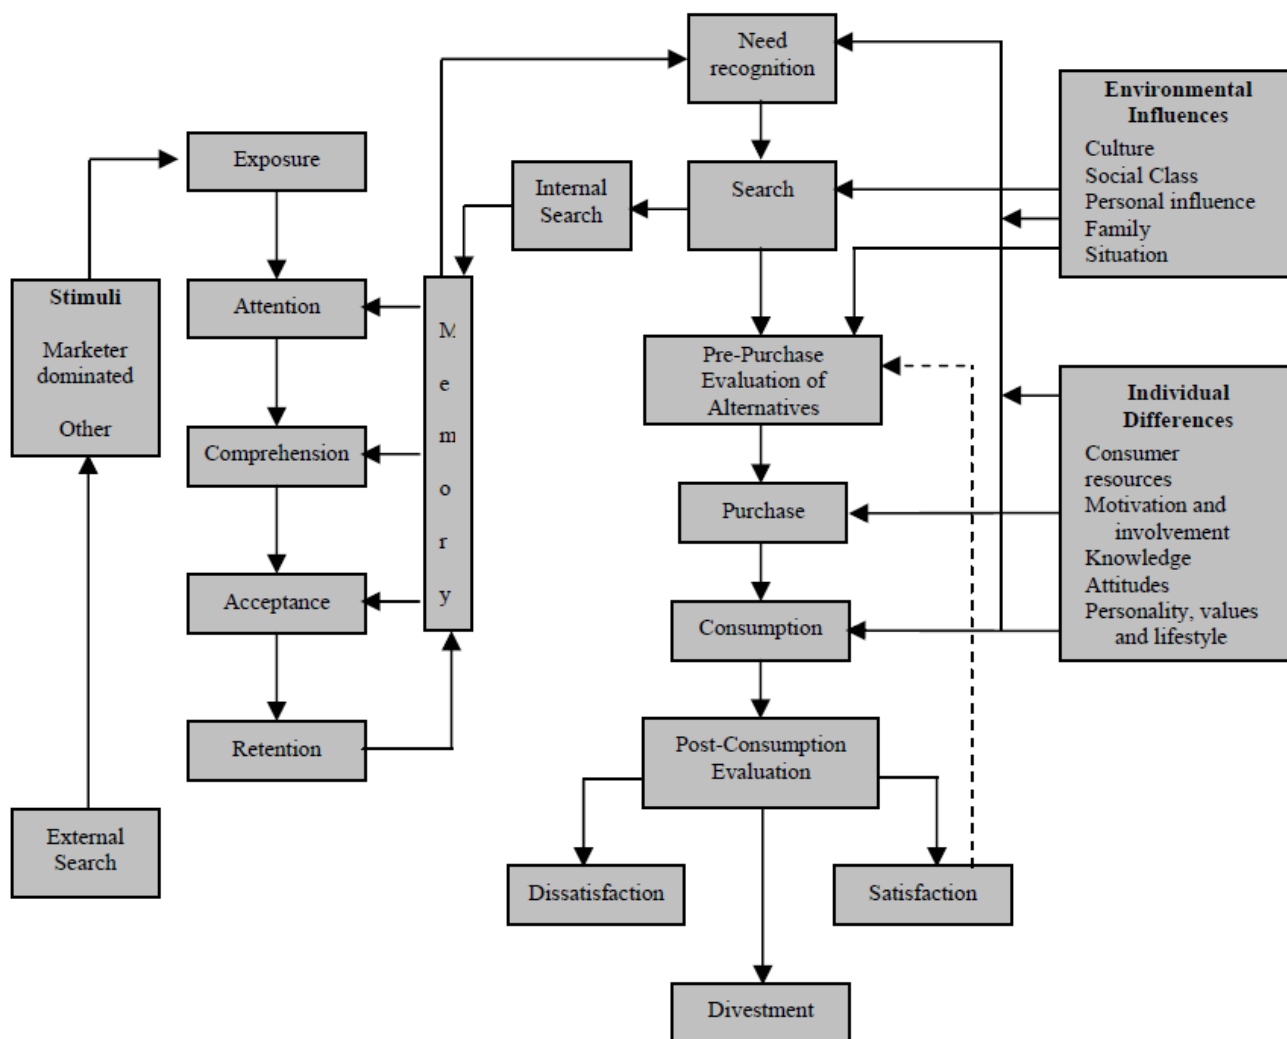 Need
recognition
Environmental
Influences
Culture
Social Class
Personal influence
Family
Situation
Exposure
Internal
Search
Search
Stimuli
Marketer
dominated
Other
Attention
M
e
m
o
r
y
Pre-Purchase
Evaluation of
Alternatives
Individual
Differences
Consumer
resources
Motivation and
involvement
Knowledge
Attitudes
Personality, values
and lifestyle
Comprehension
Purchase
Acceptance
Consumption
Retention
Post-Consumption
Evaluation
External
Search
Dissatisfaction
Satisfaction
Divestment